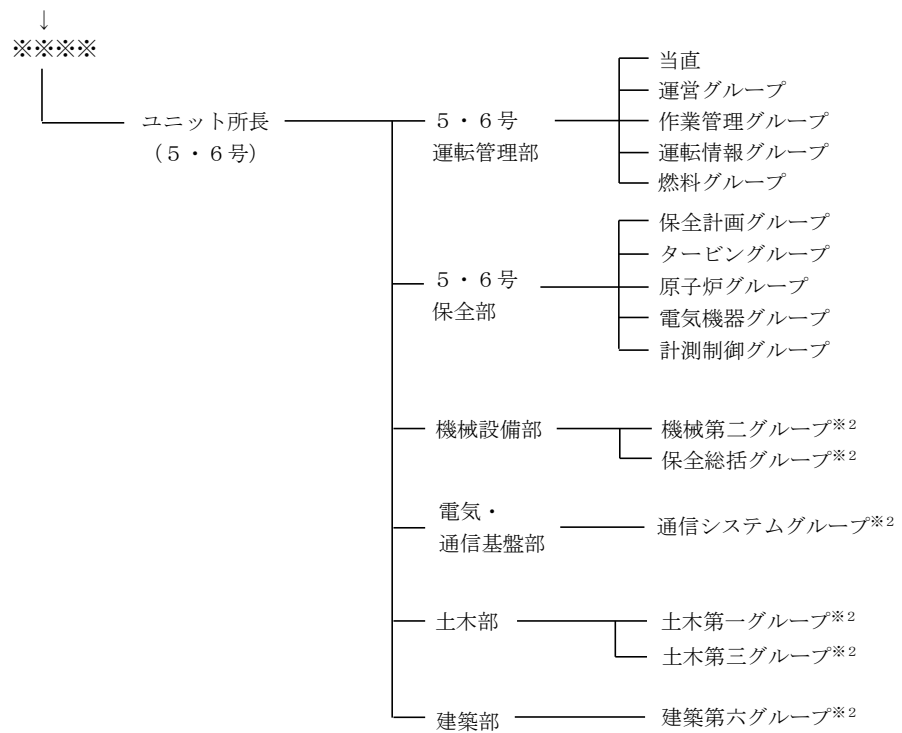 ↓
※※※※
ユニット所長
（５・６号）
５・６号
運転管理部
当直
運営グループ
作業管理グループ
運転情報グループ
燃料グループ
５・６号
保全部
保全計画グループ
タービングループ
原子炉グループ
電気機器グループ
計測制御グループ
機械設備部
機械第二グループ※2
保全総括グループ※2
電気・
通信基盤部
通信システムグループ※2
土木部
土木第一グループ※2
土木第三グループ※2
建築部
建築第六グループ※2